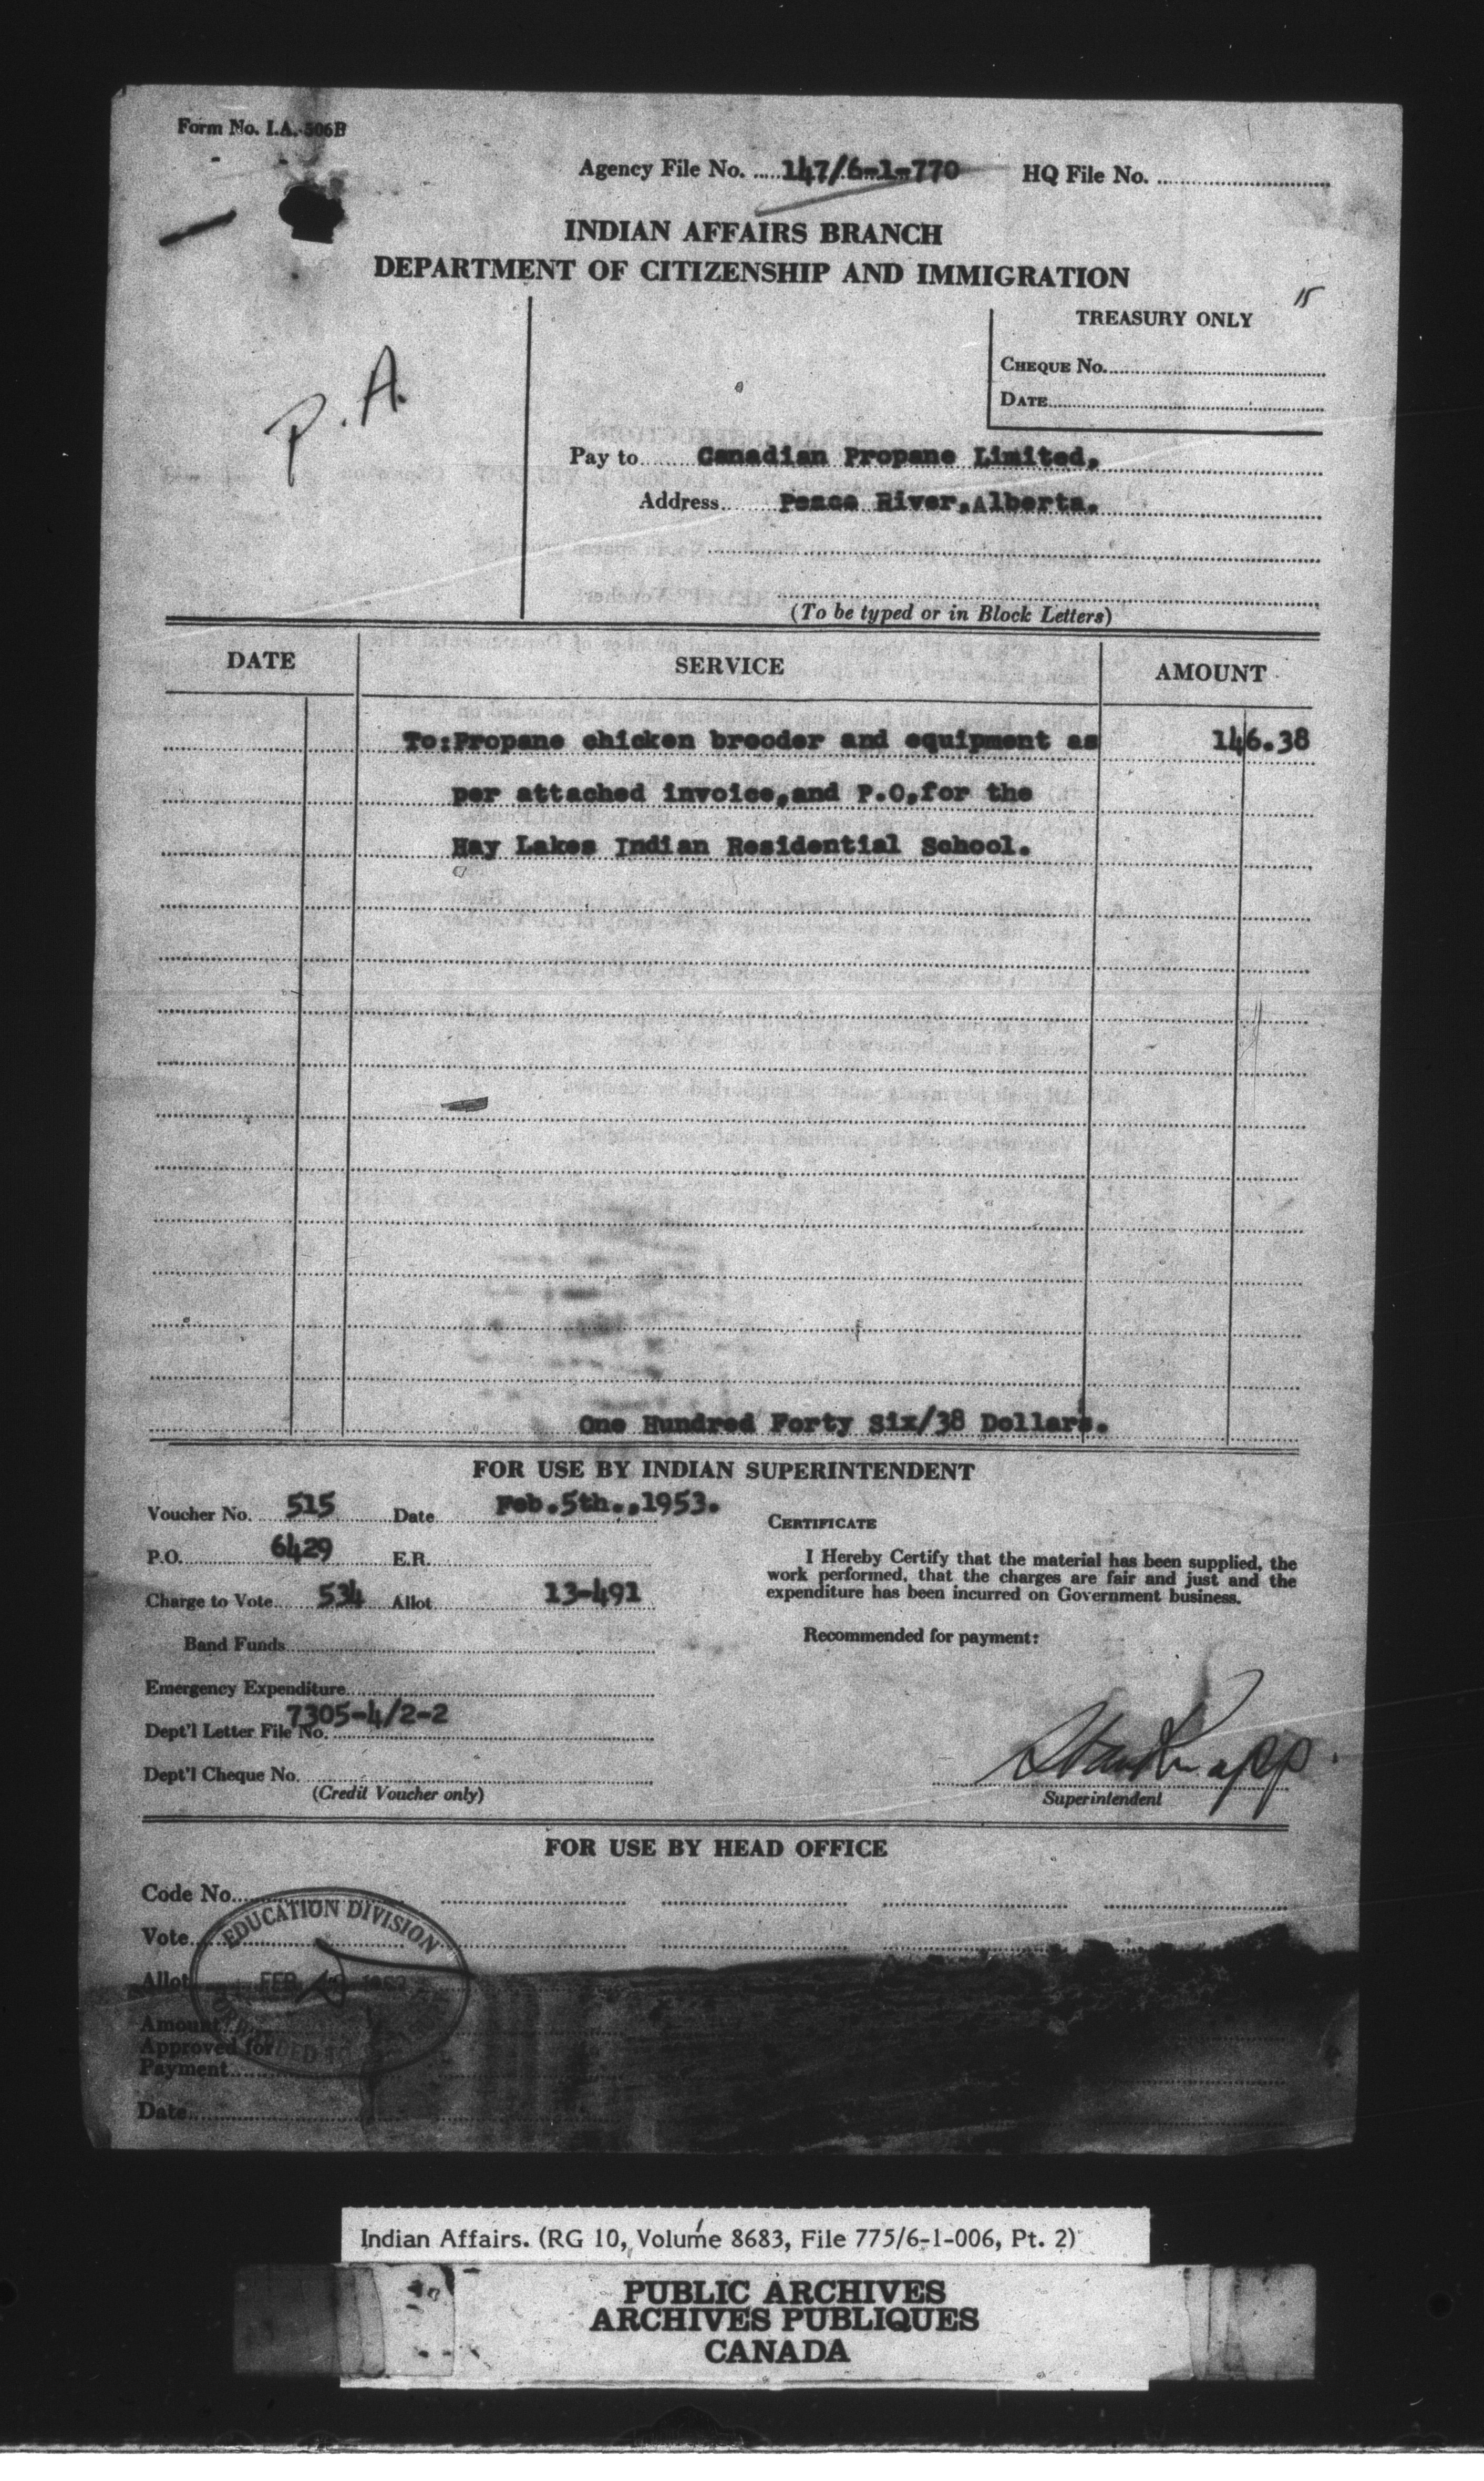 Form No. I.A. 506B
Agency File No. 147/6-1-770 HQ File No.
INDIAN AFFAIRS BRANCH
DEPARTMENT OF CITIZENSHIP AND IMMIGRATION
15
TREASURY ONLY
CHEQUE No.
DATE
P. A.
Pay to Canadian Propane Limited,
Address Peace River,Alberta.
(To be typed or in Block Letters)
DATE SERVICE AMOUNT
To:Propane chicken brooder and equipment as 146.38
per attached invoice,and P.O,for the
Hay Lakes Indian Residential School.
One Hundred Forty Six/38 Dollars.
FOR USE BY INDIAN SUPERINTENDENT
Voucher No. 515 Date Feb.5th.,1953.
P.O. 6429 E.R.
Charge to Vote 534 Allot 13-491
Band Funds
Emergency Expenditure
Dept'l Letter File No. 7305-4/2-2
Dept'l Cheque No.
(Credit Voucher only)
CERTIFICATE
I Hereby Certify that the material has been supplied, the
work performed, that the charges are fair and just and the
expenditure has been incurred on Government business.
Recommended for payment:
Superintendent
FOR USE BY HEAD OFFICE
Code No.
Vote
Allot
Amount
Approved for
Payment
Date
EDUCATION DIVISION
FEB
Indian Affairs. (RG 10, Volume 8683, File 775/6-1-006, Pt. 2)
PUBLIC ARCHIVES
ARCHIVES PUBLIQUES
CANADA